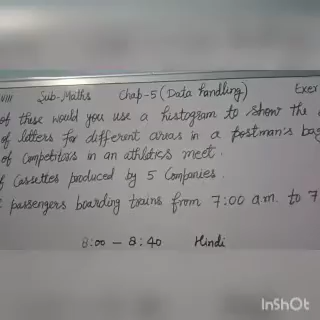 VIII Sub-Maths Chap-5 (Data handling) Exer
of these would you use a histogram to show the
of letters for different areas in a postman's bag
of Competitors in an athletics meet.
f Cassettes produced by 5 Companies.
passengers boarding trains from 7:00 a.m. to 7
8:00 - 8:40 Hindi
InShOt